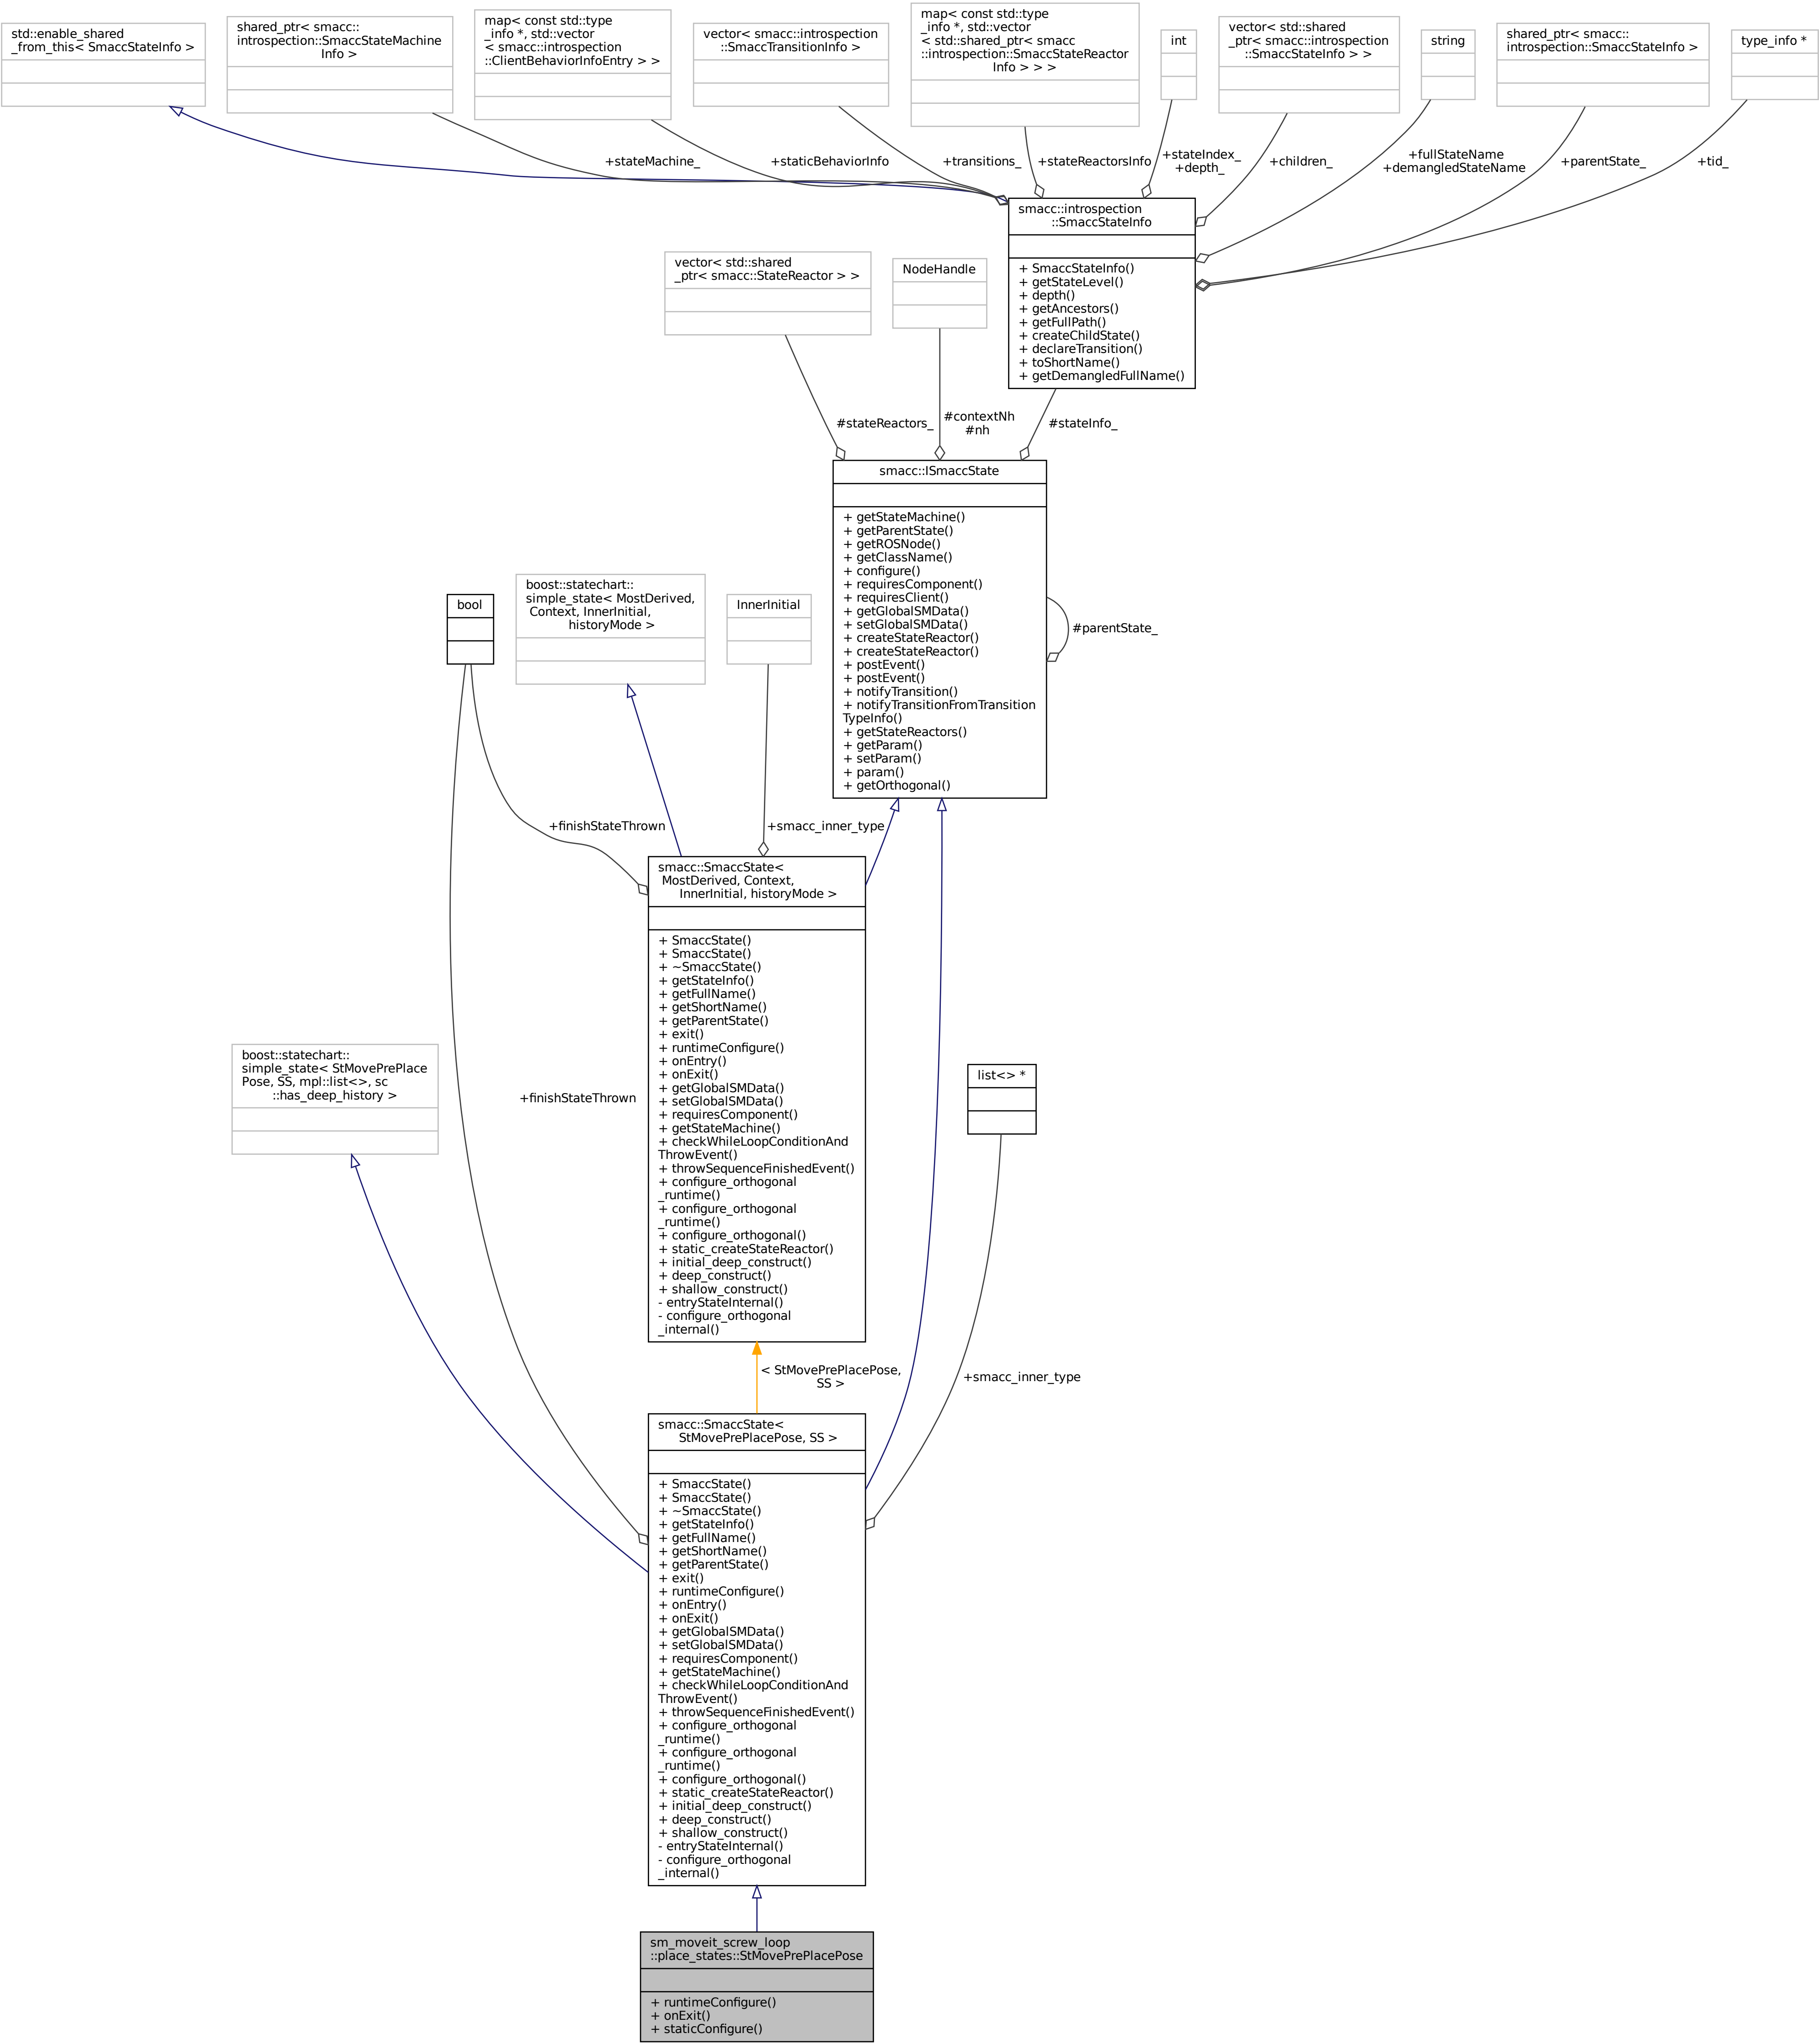 std::enable_shared
_from_this< SmaccStateInfo >
shared_ptr< smacc::
introspection::SmaccStateMachine
Info >
map< const std::type
_info *, std::vector
< smacc::introspection
::ClientBehaviorInfoEntry > >
vector< smacc::introspection
::SmaccTransitionInfo >
map< const std::type
_info *, std::vector
< std::shared_ptr< smacc
::introspection::SmaccStateReactor
Info > > >
int
vector< std::shared
_ptr< smacc::introspection
::SmaccStateInfo > >
string
shared_ptr< smacc::
introspection::SmaccStateInfo >
type_info *
+stateMachine_
+staticBehaviorInfo
+transitions_
+stateReactorsInfo
+stateIndex_
+depth_
+children_
+fullStateName
+demangledStateName
+parentState_
+tid_
smacc::introspection
::SmaccStateInfo
+ SmaccStateInfo()
+ getStateLevel()
+ depth()
+ getAncestors()
+ getFullPath()
+ createChildState()
+ declareTransition()
+ toShortName()
+ getDemangledFullName()
vector< std::shared
_ptr< smacc::StateReactor > >
NodeHandle
#stateReactors_
#contextNh
#nh
#stateInfo_
smacc::ISmaccState
+ getStateMachine()
+ getParentState()
+ getROSNode()
+ getClassName()
+ configure()
+ requiresComponent()
+ requiresClient()
+ getGlobalSMData()
+ setGlobalSMData()
+ createStateReactor()
+ createStateReactor()
+ postEvent()
+ postEvent()
+ notifyTransition()
+ notifyTransitionFromTransition
TypeInfo()
+ getStateReactors()
+ getParam()
+ setParam()
+ param()
+ getOrthogonal()
#parentState_
bool
boost::statechart::
simple_state< MostDerived,
Context, InnerInitial,
historyMode >
InnerInitial
+finishStateThrown
+smacc_inner_type
smacc::SmaccState<
MostDerived, Context,
InnerInitial, historyMode >
+ SmaccState()
+ SmaccState()
+ ~SmaccState()
+ getStateInfo()
+ getFullName()
+ getShortName()
+ getParentState()
+ exit()
+ runtimeConfigure()
+ onEntry()
+ onExit()
+ getGlobalSMData()
+ setGlobalSMData()
+ requiresComponent()
+ getStateMachine()
+ checkWhileLoopConditionAnd
ThrowEvent()
+ throwSequenceFinishedEvent()
+ configure_orthogonal
_runtime()
+ configure_orthogonal
_runtime()
+ configure_orthogonal()
+ static_createStateReactor()
+ initial_deep_construct()
+ deep_construct()
+ shallow_construct()
- entryStateInternal()
- configure_orthogonal
_internal()
boost::statechart::
simple_state< StMovePrePlace
Pose, SS, mpl::list<>, sc
::has_deep_history >
+finishStateThrown
list<> *
< StMovePrePlacePose,
SS >
+smacc_inner_type
smacc::SmaccState<
StMovePrePlacePose, SS >
+ SmaccState()
+ SmaccState()
+ ~SmaccState()
+ getStateInfo()
+ getFullName()
+ getShortName()
+ getParentState()
+ exit()
+ runtimeConfigure()
+ onEntry()
+ onExit()
+ getGlobalSMData()
+ setGlobalSMData()
+ requiresComponent()
+ getStateMachine()
+ checkWhileLoopConditionAnd
ThrowEvent()
+ throwSequenceFinishedEvent()
+ configure_orthogonal
_runtime()
+ configure_orthogonal
_runtime()
+ configure_orthogonal()
+ static_createStateReactor()
+ initial_deep_construct()
+ deep_construct()
+ shallow_construct()
- entryStateInternal()
- configure_orthogonal
_internal()
sm_moveit_screw_loop
::place_states::StMovePrePlacePose
+ runtimeConfigure()
+ onExit()
+ staticConfigure()